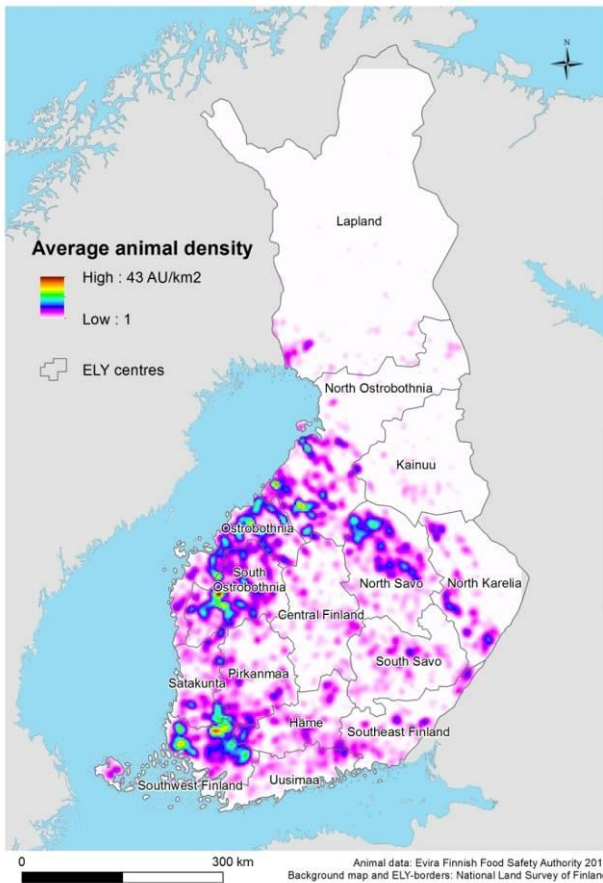 N
Lapland
Average animal density
High : 43 AU/km2
Low : 1
ELY centres
North Ostrobothnia
Kainuu
Ostrobothnia
South
Ostrobothnia
North Savo
North Karelia
Central Finland
South Savo
Satakunta
Pirkanmaa
Häme
Southeast Finland
Southwest Finland
Uusimaa
0
300 km
Animal data: Evira Finnish Food Safety Authority 201
Background map and ELY-borders: National Land Survey of Finlan